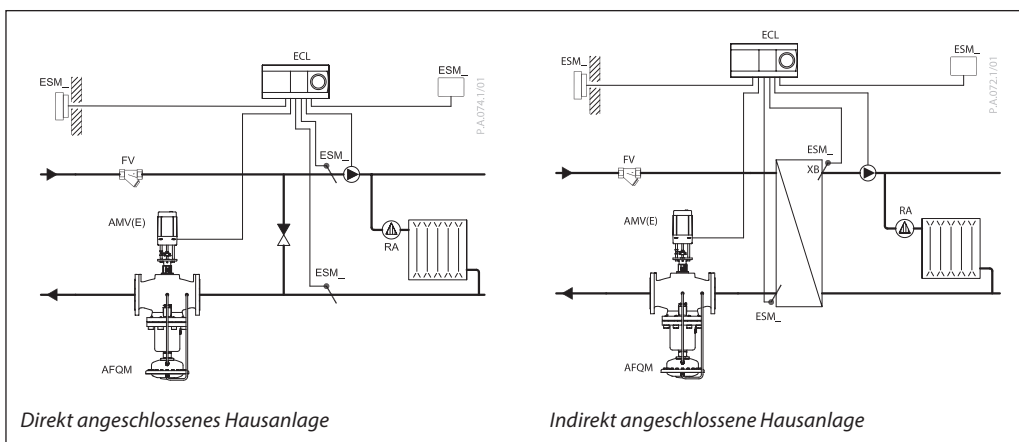 ECL
ESM_
ESM_
P.A.074.1/01
FV
ESM_
AMV(E)
RA
ESM_
AFQM
Direkt angeschlossenes Hausanlage
ECL
ESM_
ESM_
P.A.072.1/01
FV
ESM_
XB
RA
AMV(E)
ESM_
AFQM
Indirekt angeschlossene Hausanlage